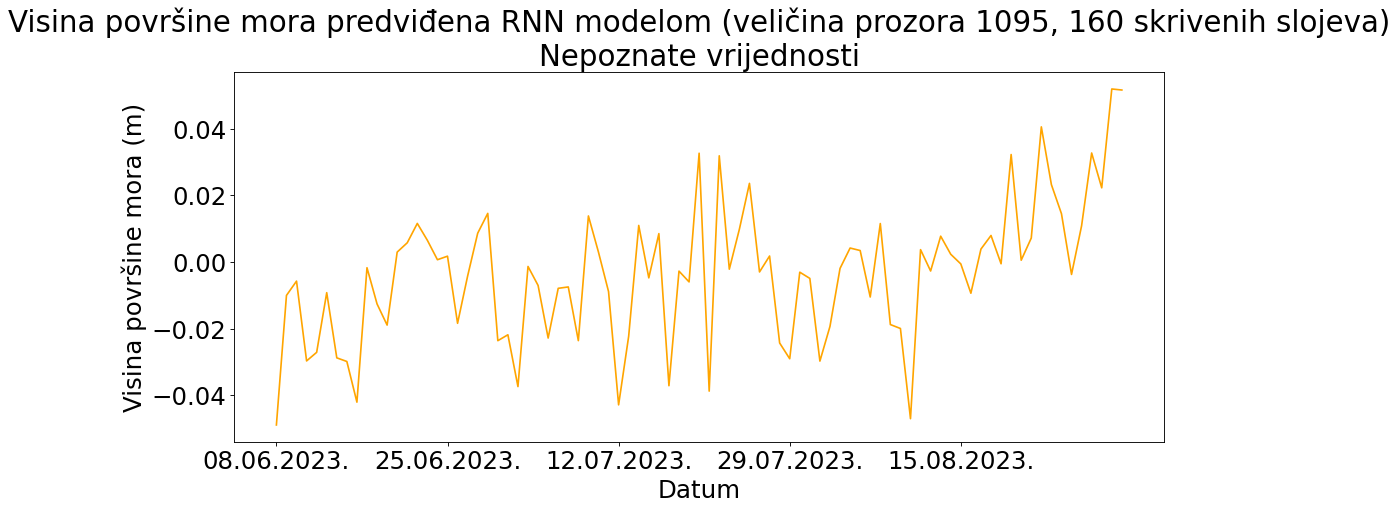 Visina površine mora predviđena RNN modelom (veličina prozora 1095, 160 skrivenih slojeva)
Nepoznate vrijednosti
Visina površine mora (m)
0.04
0.02
0.00
−0.02
−0.04
08.06.2023. 25.06.2023. 12.07.2023. 29.07.2023. 15.08.2023.
Datum